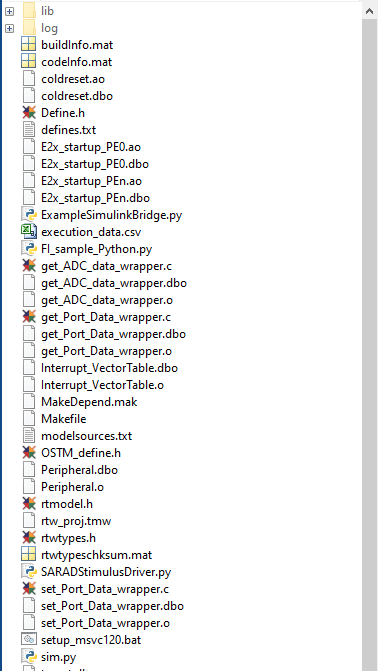 lib
log
buildInfo.mat
codeInfo.mat
coldreset.ao
coldreset.dbo
Define.h
defines.txt
E2x_startup_PE0.ao
E2x_startup_PE0.dbo
E2x_startup_PEn.ao
E2x_startup_PEn.dbo
ExampleSimulinkBridge.py
execution_data.csv
FI_sample_Python.py
get_ADC_data_wrapper.c
get_ADC_data_wrapper.dbo
get_ADC_data_wrapper.o
get_Port_Data_wrapper.c
get_Port_Data_wrapper.dbo
get_Port_Data_wrapper.o
Interrupt_VectorTable.dbo
Interrupt_VectorTable.o
MakeDepend.mak
Makefile
modelsources.txt
OSTM_define.h
Peripheral.dbo
Peripheral.o
rtmodel.h
rtw_proj.tmw
rtwtypes.h
rtwtypeschksum.mat
SARADStimulusDriver.py
set_Port_Data_wrapper.c
set_Port_Data_wrapper.dbo
set_Port_Data_wrapper.o
setup_msvc120.bat
sim.py